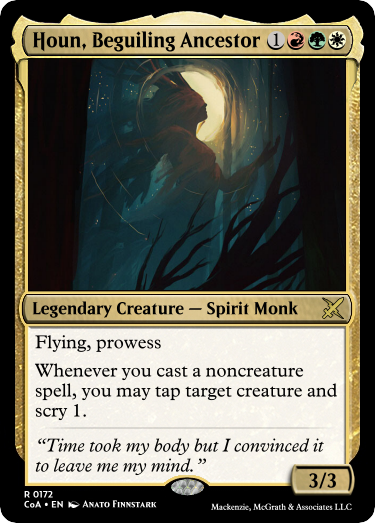 Houn, Beguiling Ancestor 1
Legendary Creature — Spirit Monk
Flying, prowess
Whenever you cast a noncreature
spell, you may tap target creature and
scry 1.
“Time took my body but I convinced it
to leave me my mind.”
3/3
R 0172
CoA • EN Anato Finnstark
Mackenzie, McGrath & Associates LLC